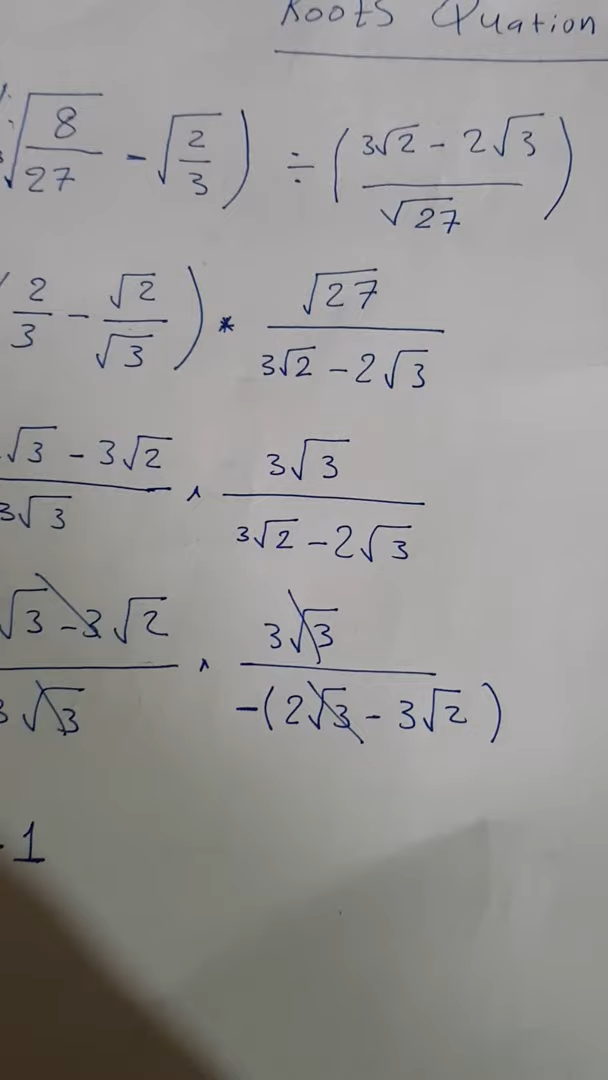 Roots Quation
³√(8/27) - √(2/3) ) ÷ ( (3√2 - 2√3)/√27 )
( 2/3 - √2/√3 ) * √27/(3√2 - 2√3)
(√3 - 3√2)/(3√3) · (3√3)/(3√2 - 2√3)
(√3 - 3√2)/(3√3) · (3√3)/(-(2√3 - 3√2))
- 1